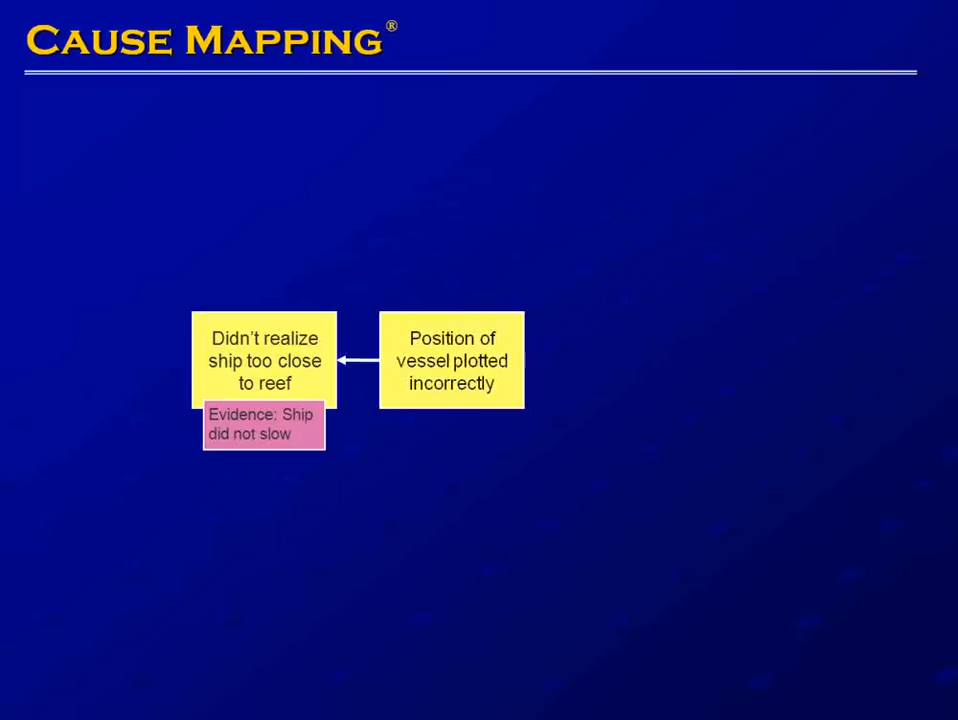 CAUSE MAPPING®
Didn't realize
ship too close
to reef
Evidence: Ship
did not slow
Position of
vessel plotted
incorrectly